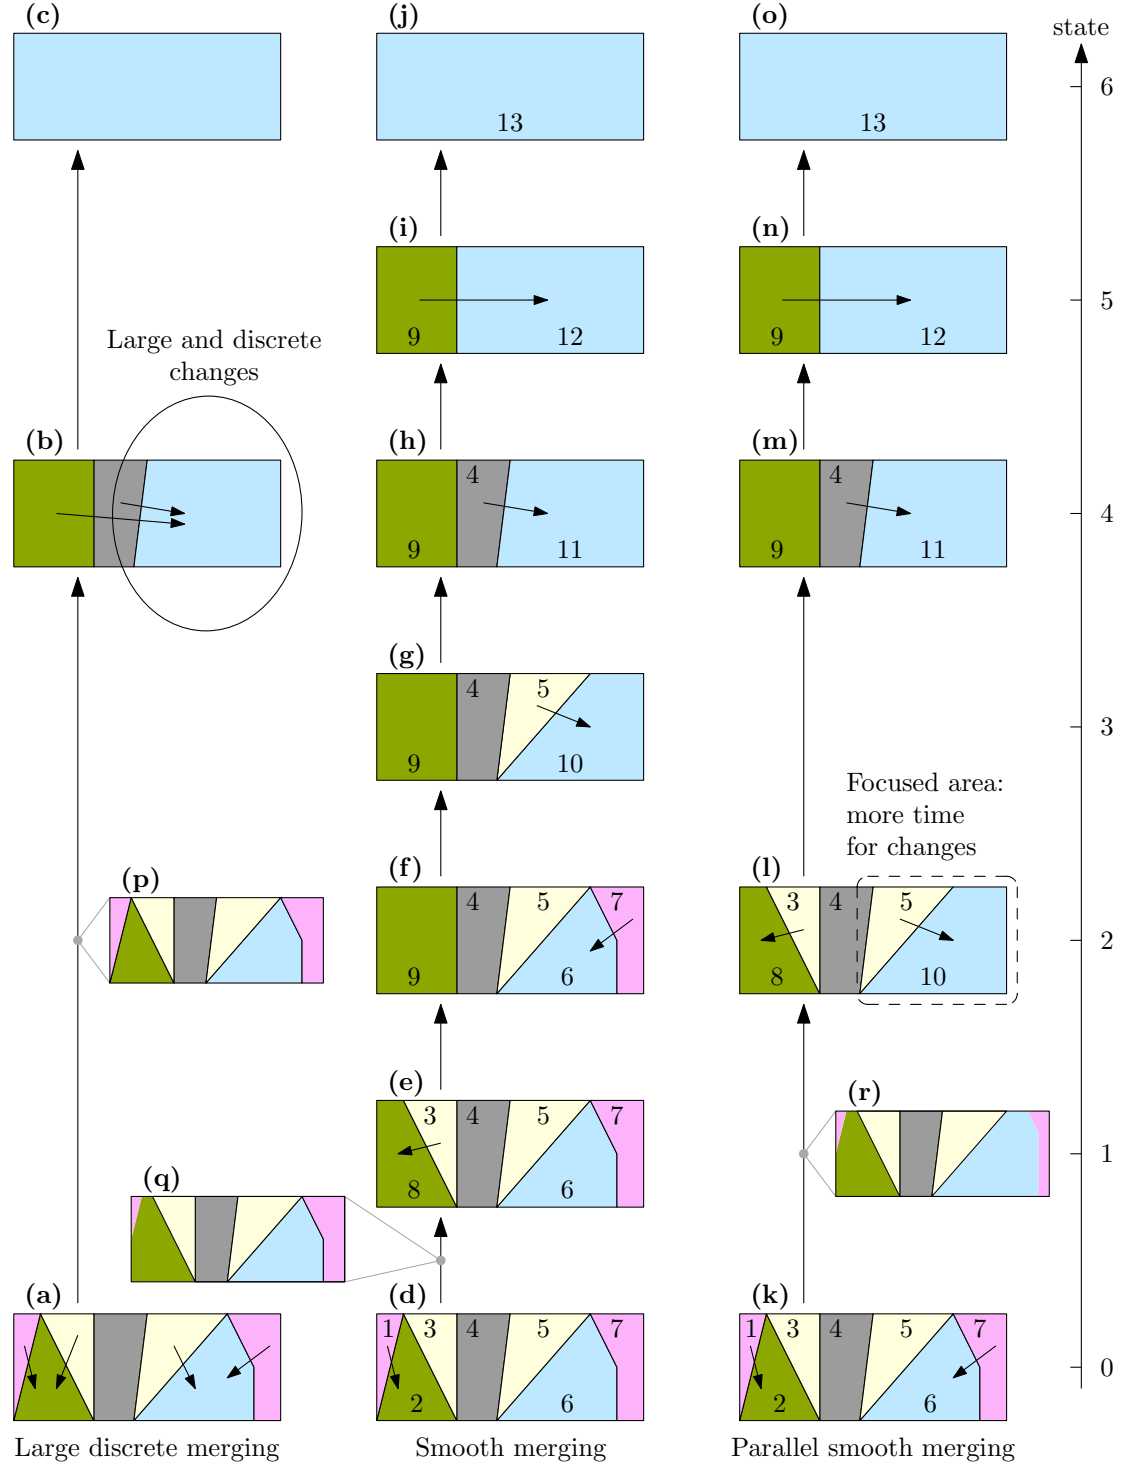 (c) (j) (o)
state
6
13 13
(i) (n)
5
9 12 9 12
Large and discrete
changes
(b) (h) (m)
4 4
4
9 11 9 11
(g)
4 5
3
9 10
Focused area:
more time
for changes
(p) (f) (l)
4 5 7 3 4 5
2
9 6 8 10
(e) (r)
3 4 5 7
1
8 6
(q)
(a) (d) (k)
1 3 4 5 7 1 3 4 5 7
0
2 6 2 6
Large discrete merging Smooth merging Parallel smooth merging